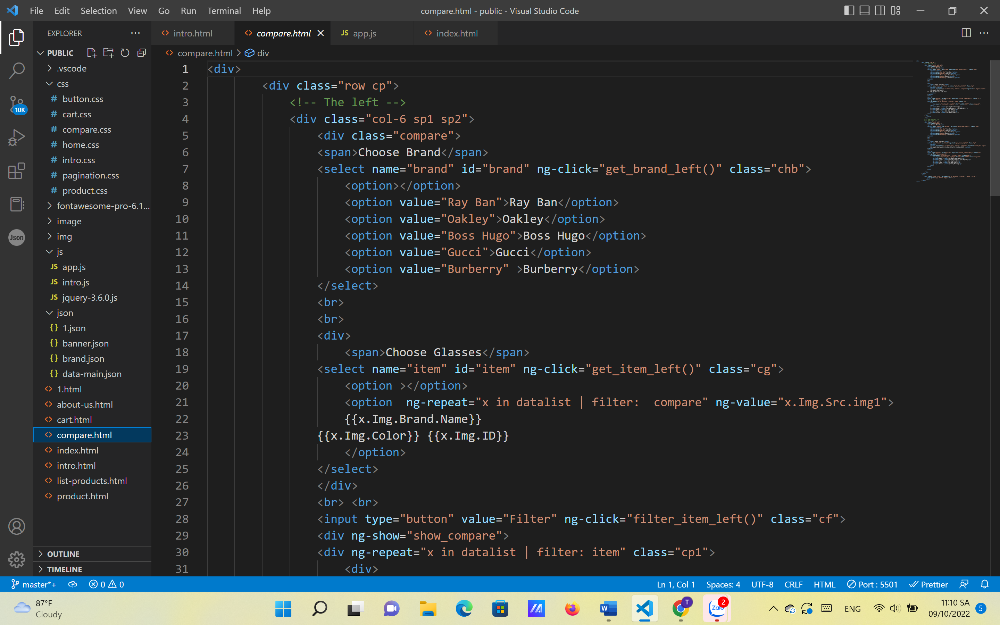 File Edit Selection View Go Run Terminal Help
compare.html - public - Visual Studio Code
EXPLORER
intro.html
compare.html
JS app.js
index.html
PUBLIC
compare.html > div
.vscode
css
# button.css
# cart.css
# compare.css
# home.css
# intro.css
# pagination.css
# product.css
fontawesome-pro-6.1...
image
img
js
JS app.js
JS intro.js
JS jquery-3.6.0.js
json
{} 1.json
{} banner.json
{} brand.json
{} data-main.json
1.html
about-us.html
cart.html
compare.html
index.html
intro.html
list-products.html
product.html
OUTLINE
TIMELINE
10K
Json
1 <div>
2 <div class="row cp">
3 <!-- The left -->
4 <div class="col-6 sp1 sp2">
5 <div class="compare">
6 <span>Choose Brand</span>
7 <select name="brand" id="brand" ng-click="get_brand_left()" class="chb">
8 <option></option>
9 <option value="Ray Ban">Ray Ban</option>
10 <option value="Oakley">Oakley</option>
11 <option value="Boss Hugo">Boss Hugo</option>
12 <option value="Gucci">Gucci</option>
13 <option value="Burberry" >Burberry</option>
14 </select>
15 <br>
16 <br>
17 <div>
18 <span>Choose Glasses</span>
19 <select name="item" id="item" ng-click="get_item_left()" class="cg">
20 <option ></option>
21 <option  ng-repeat="x in datalist | filter:  compare" ng-value="x.Img.Src.img1">
22 {{x.Img.Brand.Name}}
23 {{x.Img.Color}} {{x.Img.ID}}
24 </option>
25 </select>
26 </div>
27 <br> <br>
28 <input type="button" value="Filter" ng-click="filter_item_left()" class="cf">
29 <div ng-show="show_compare">
30 <div ng-repeat="x in datalist | filter: item" class="cp1">
31 <div>
master*+
0 0
Ln 1, Col 1
Spaces: 4
UTF-8
CRLF
HTML
Port : 5501
Prettier
87°F
Cloudy
W
T
Zalo
2
ENG
11:10 SA
09/10/2022
5